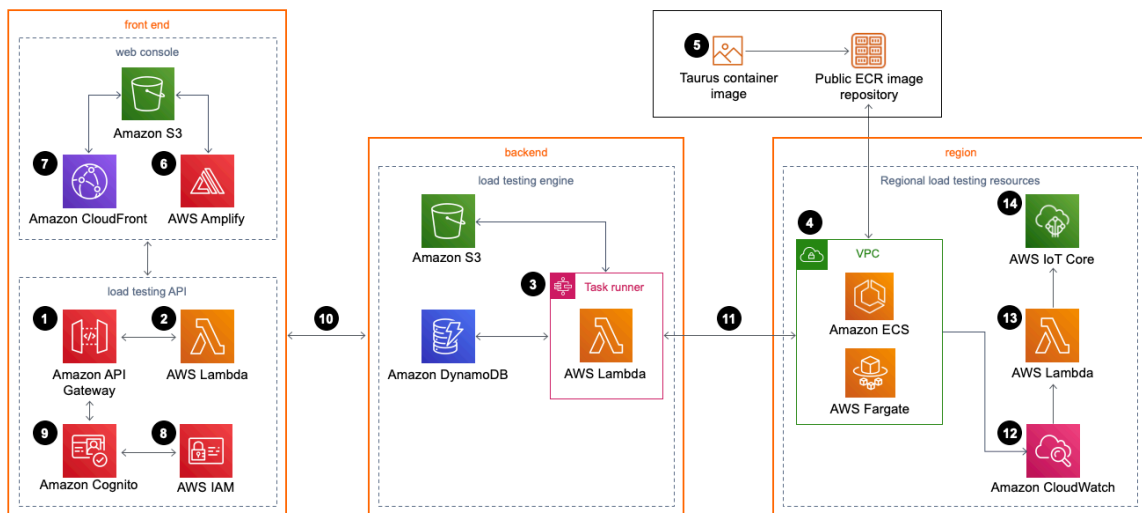 front end
web console
Amazon S3
7
Amazon CloudFront
6
AWS Amplify
load testing API
1
Amazon API
Gateway
2
AWS Lambda
9
Amazon Cognito
8
AWS IAM
10
backend
load testing engine
Amazon S3
3
Task runner
Amazon DynamoDB
AWS Lambda
11
5
Taurus container
image
Public ECR image
repository
region
Regional load testing resources
4
VPC
Amazon ECS
AWS Fargate
14
AWS IoT Core
13
AWS Lambda
12
Amazon CloudWatch